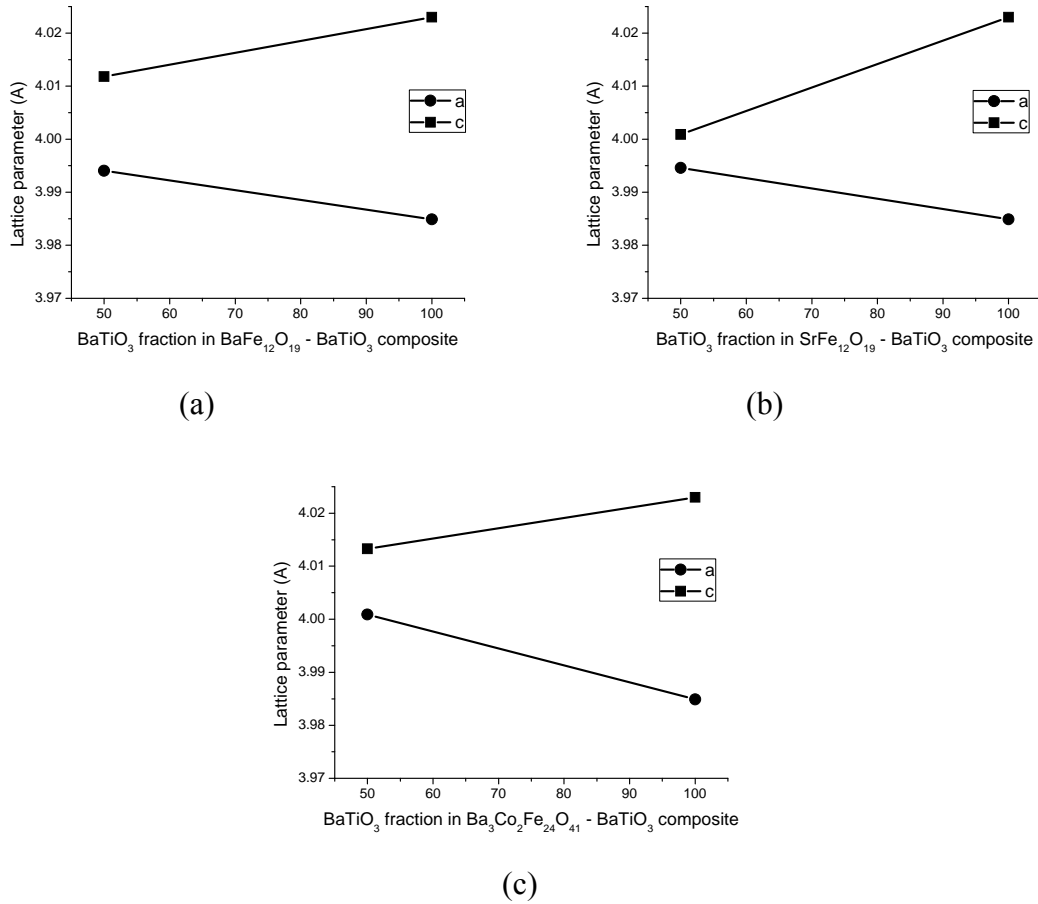 4.02
4.01
4.00
3.99
3.98
3.97
Lattice parameter (A)
a
c
50 60 70 80 90 100
BaTiO₃ fraction in BaFe₁₂O₁₉ - BaTiO₃ composite
(a)
4.02
4.01
4.00
3.99
3.98
3.97
Lattice parameter (A)
a
c
50 60 70 80 90 100
BaTiO₃ fraction in SrFe₁₂O₁₉ - BaTiO₃ composite
(b)
4.02
4.01
4.00
3.99
3.98
3.97
Lattice parameter (A)
a
c
50 60 70 80 90 100
BaTiO₃ fraction in Ba₃Co₂Fe₂₄O₄₁ - BaTiO₃ composite
(c)